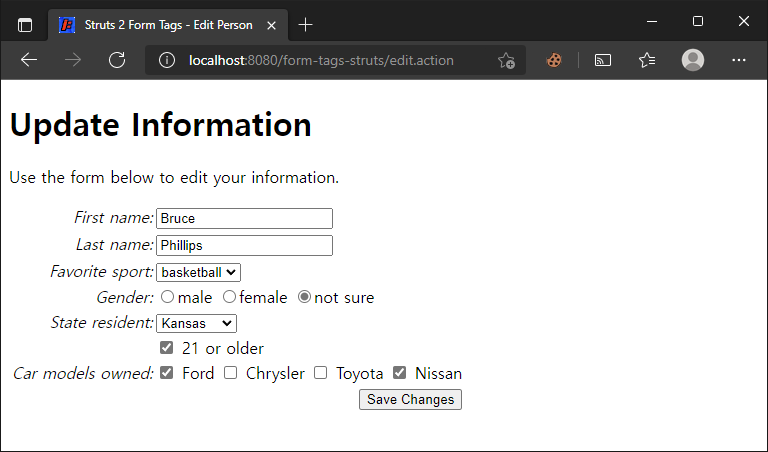 Struts 2 Form Tags - Edit Person
localhost:8080/form-tags-struts/edit.action
Update Information
Use the form below to edit your information.
First name: Bruce
Last name: Phillips
Favorite sport: basketball
Gender: male female not sure
State resident: Kansas
21 or older
Car models owned: Ford Chrysler Toyota Nissan
Save Changes